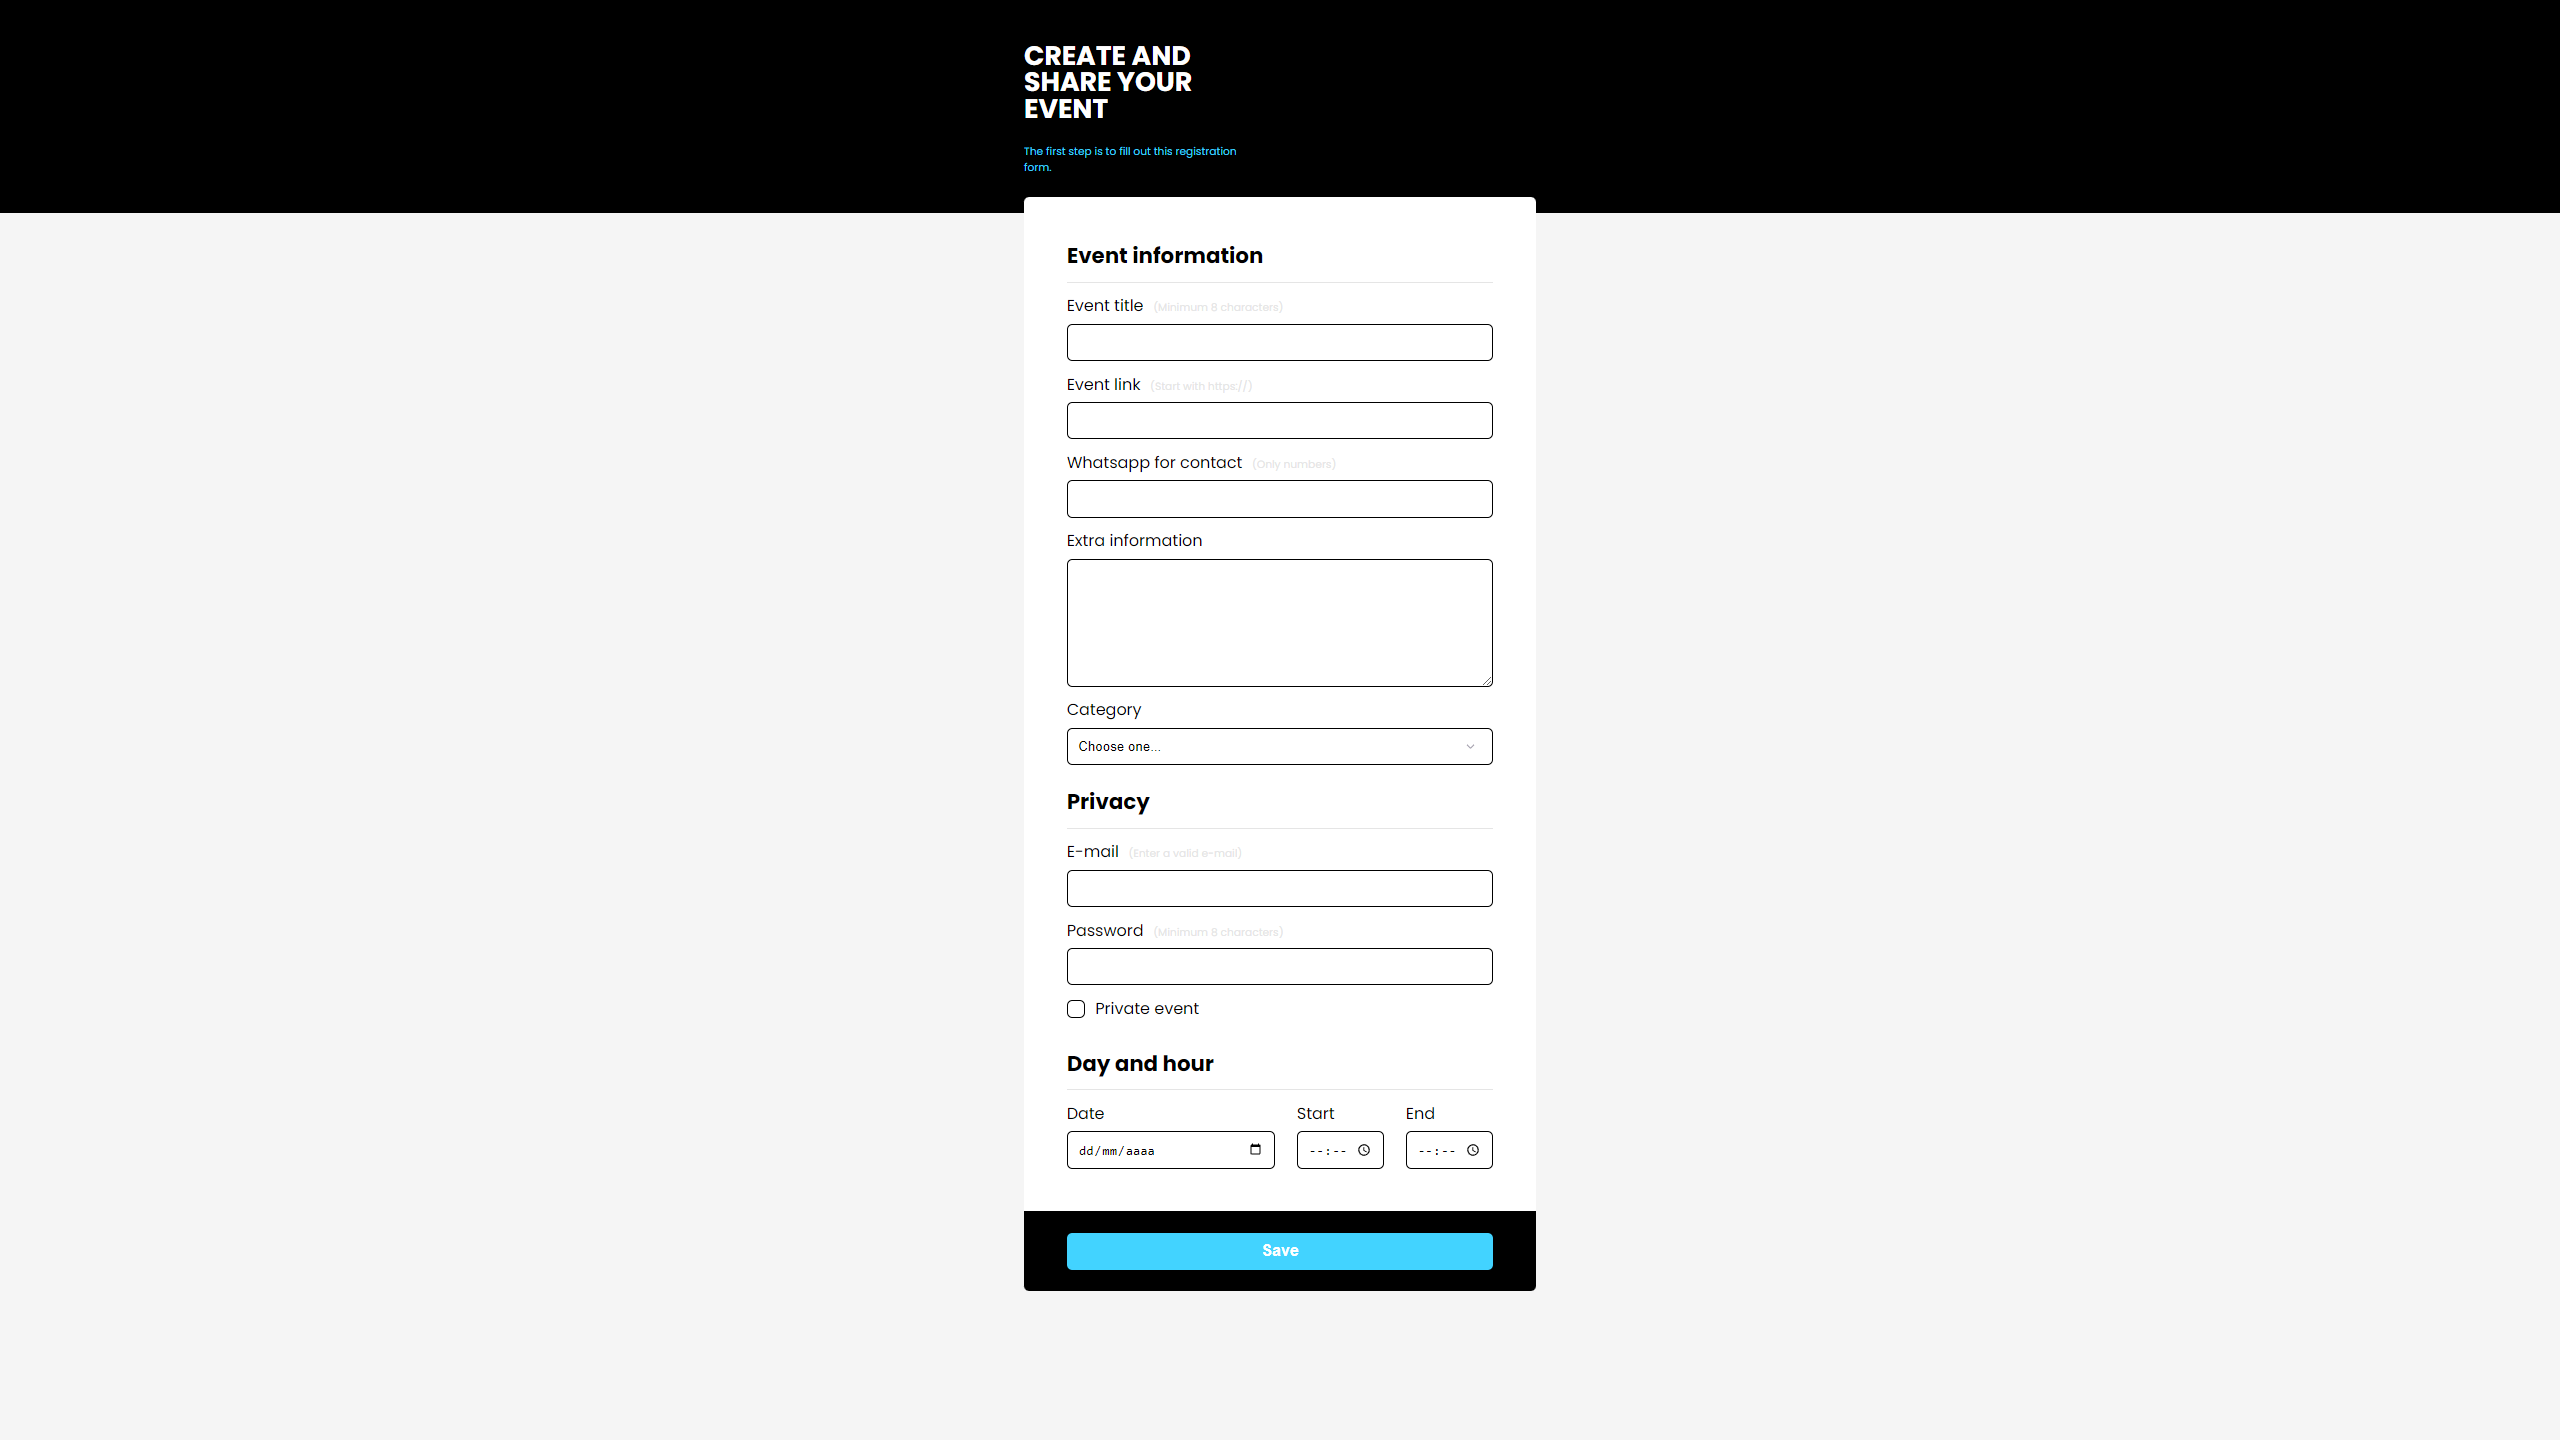 CREATE AND
SHARE YOUR
EVENT
The first step is to fill out this registration
form.
Event information
Event title (Minimum 8 characters)
Event link (Start with https://)
Whatsapp for contact (Only numbers)
Extra information
Category
Choose one...
Privacy
E-mail (Enter a valid e-mail)
Password (Minimum 8 characters)
Private event
Day and hour
Date Start End
dd/mm/aaaa --:-- --:--
Save